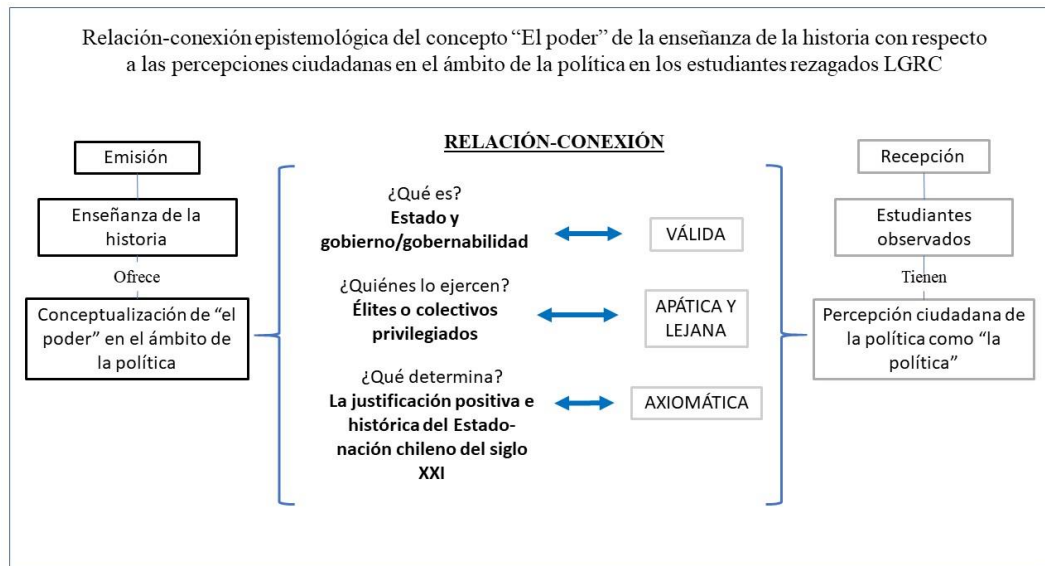 Relación-conexión epistemológica del concepto “El poder” de la enseñanza de la historia con respecto
a las percepciones ciudadanas en el ámbito de la política en los estudiantes rezagados LGRC
Emisión
Enseñanza de la
historia
Ofrece
Conceptualización de “el
poder” en el ámbito de
la política
RELACIÓN-CONEXIÓN
¿Qué es?
Estado y
gobierno/gobernabilidad
VÁLIDA
¿Quiénes lo ejercen?
Élites o colectivos
privilegiados
APÁTICA Y
LEJANA
¿Qué determina?
La justificación positiva e
histórica del Estado-
nación chileno del siglo
XXI
AXIOMÁTICA
Recepción
Estudiantes
observados
Tienen
Percepción ciudadana de
la política como “la
política”